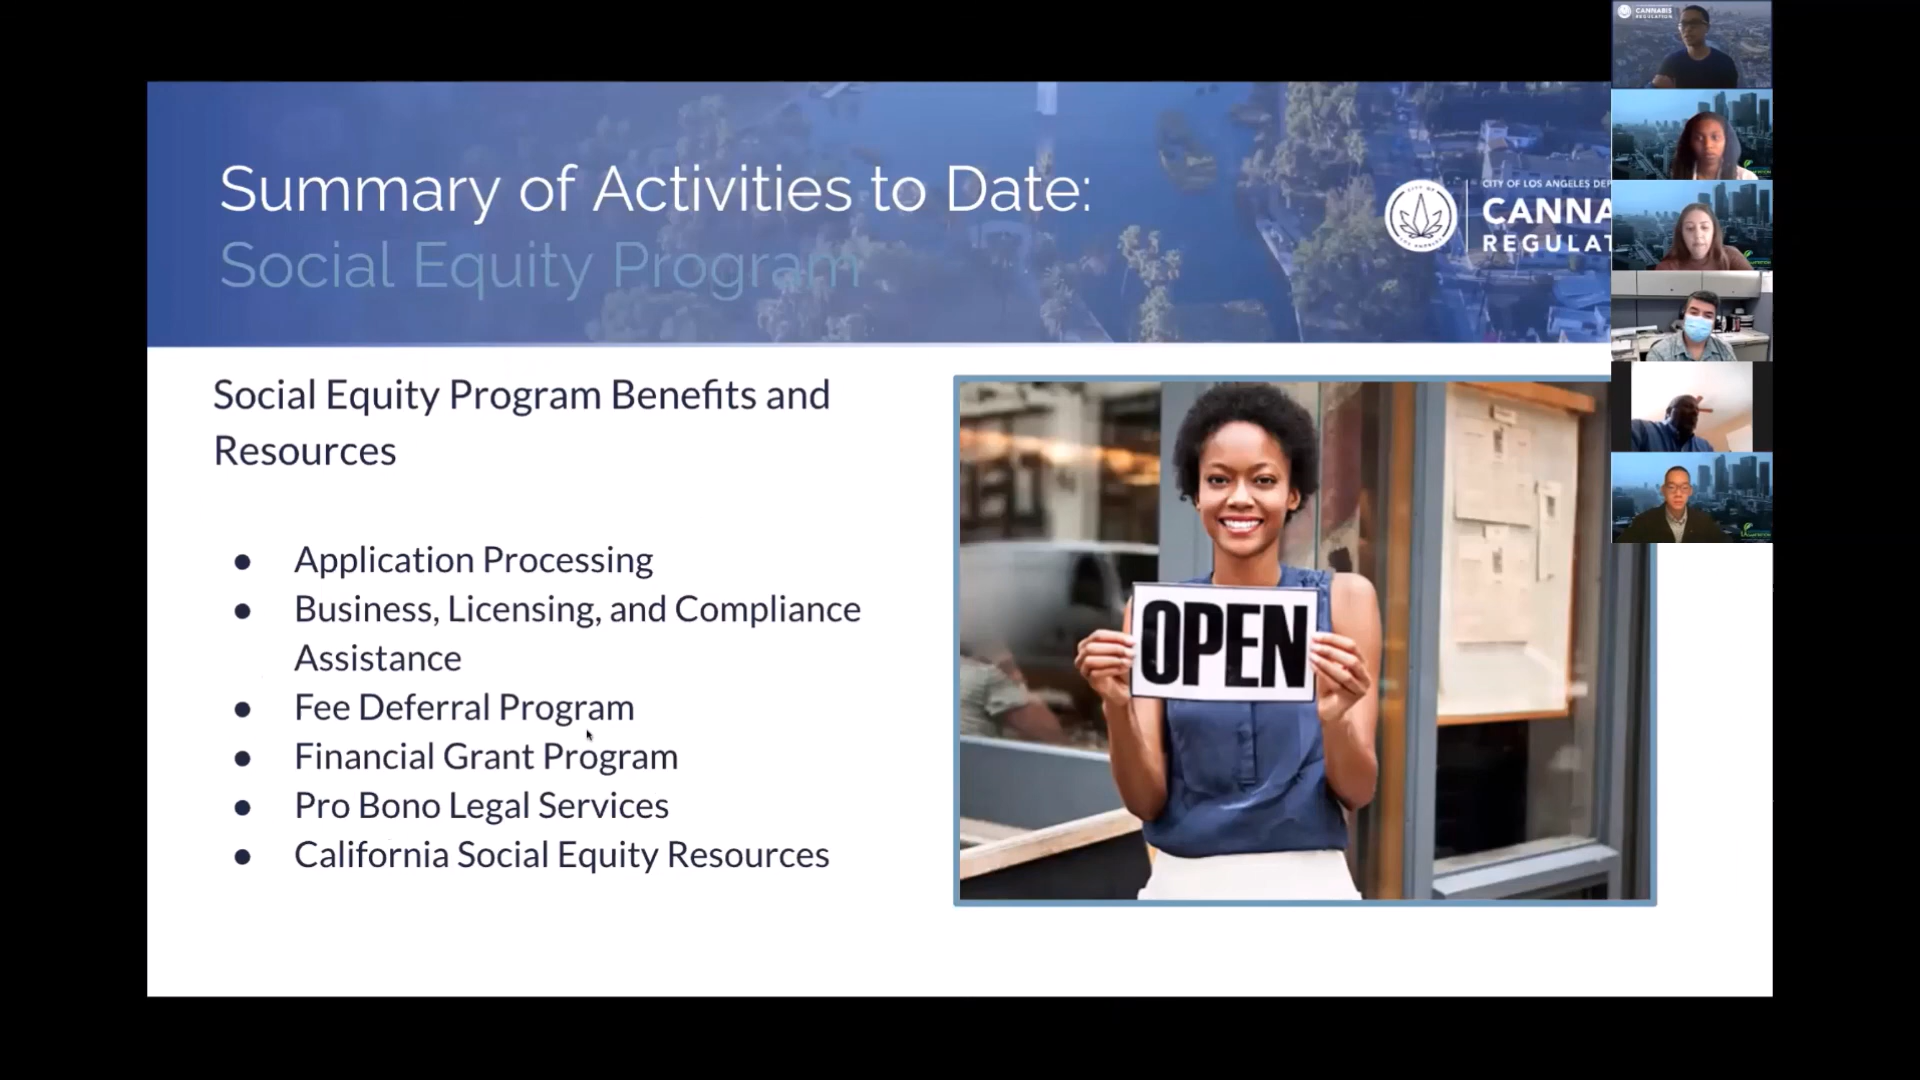 CANNABIS
REGULATION
Summary of Activities to Date:
Social Equity Program
CITY OF LOS ANGELES DEP
CANNA
REGULAT
Social Equity Program Benefits and
Resources
● Application Processing
● Business, Licensing, and Compliance
Assistance
● Fee Deferral Program
● Financial Grant Program
● Pro Bono Legal Services
● California Social Equity Resources
OPEN